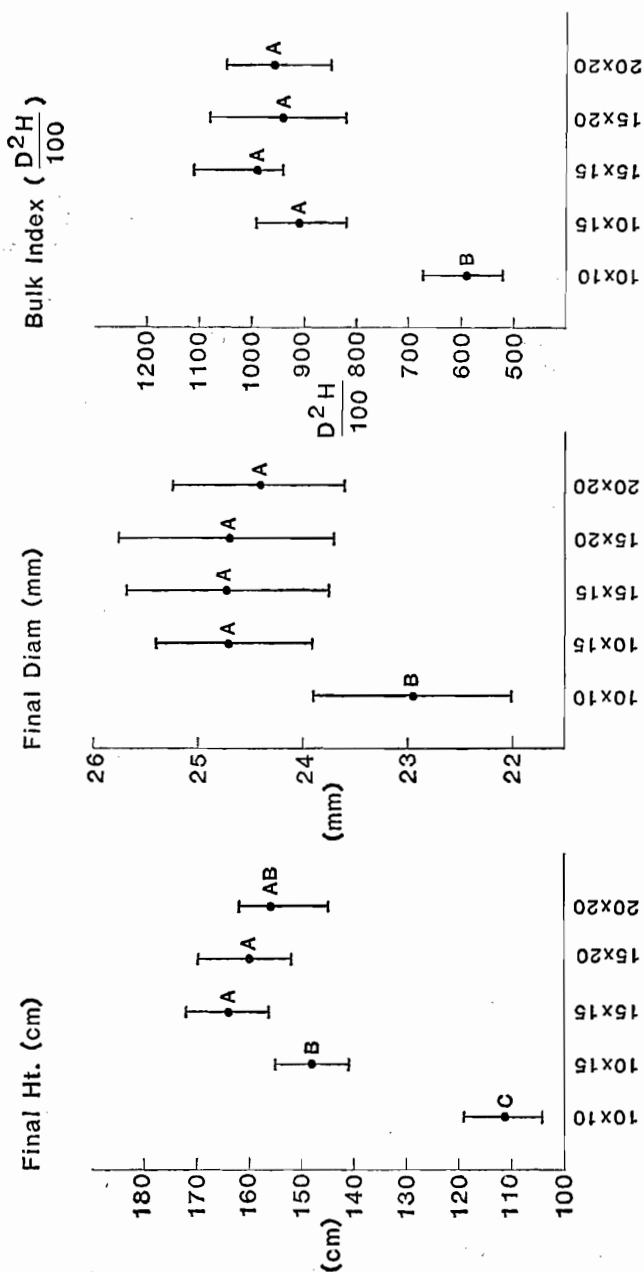 Final Ht. (cm)
180
170
160
150
140
130
120
110
100
(cm)
C
B
A
A
AB
10x10
10x15
15x15
15x20
20x20
Final Diam (mm)
26
25
24
23
22
(mm)
B
A
A
A
A
10x10
10x15
15x15
15x20
20x20
Bulk Index ( D²H / 100 )
1200
1100
1000
900
800
700
600
500
D²H / 100
B
A
A
A
A
10x10
10x15
15x15
15x20
20x20